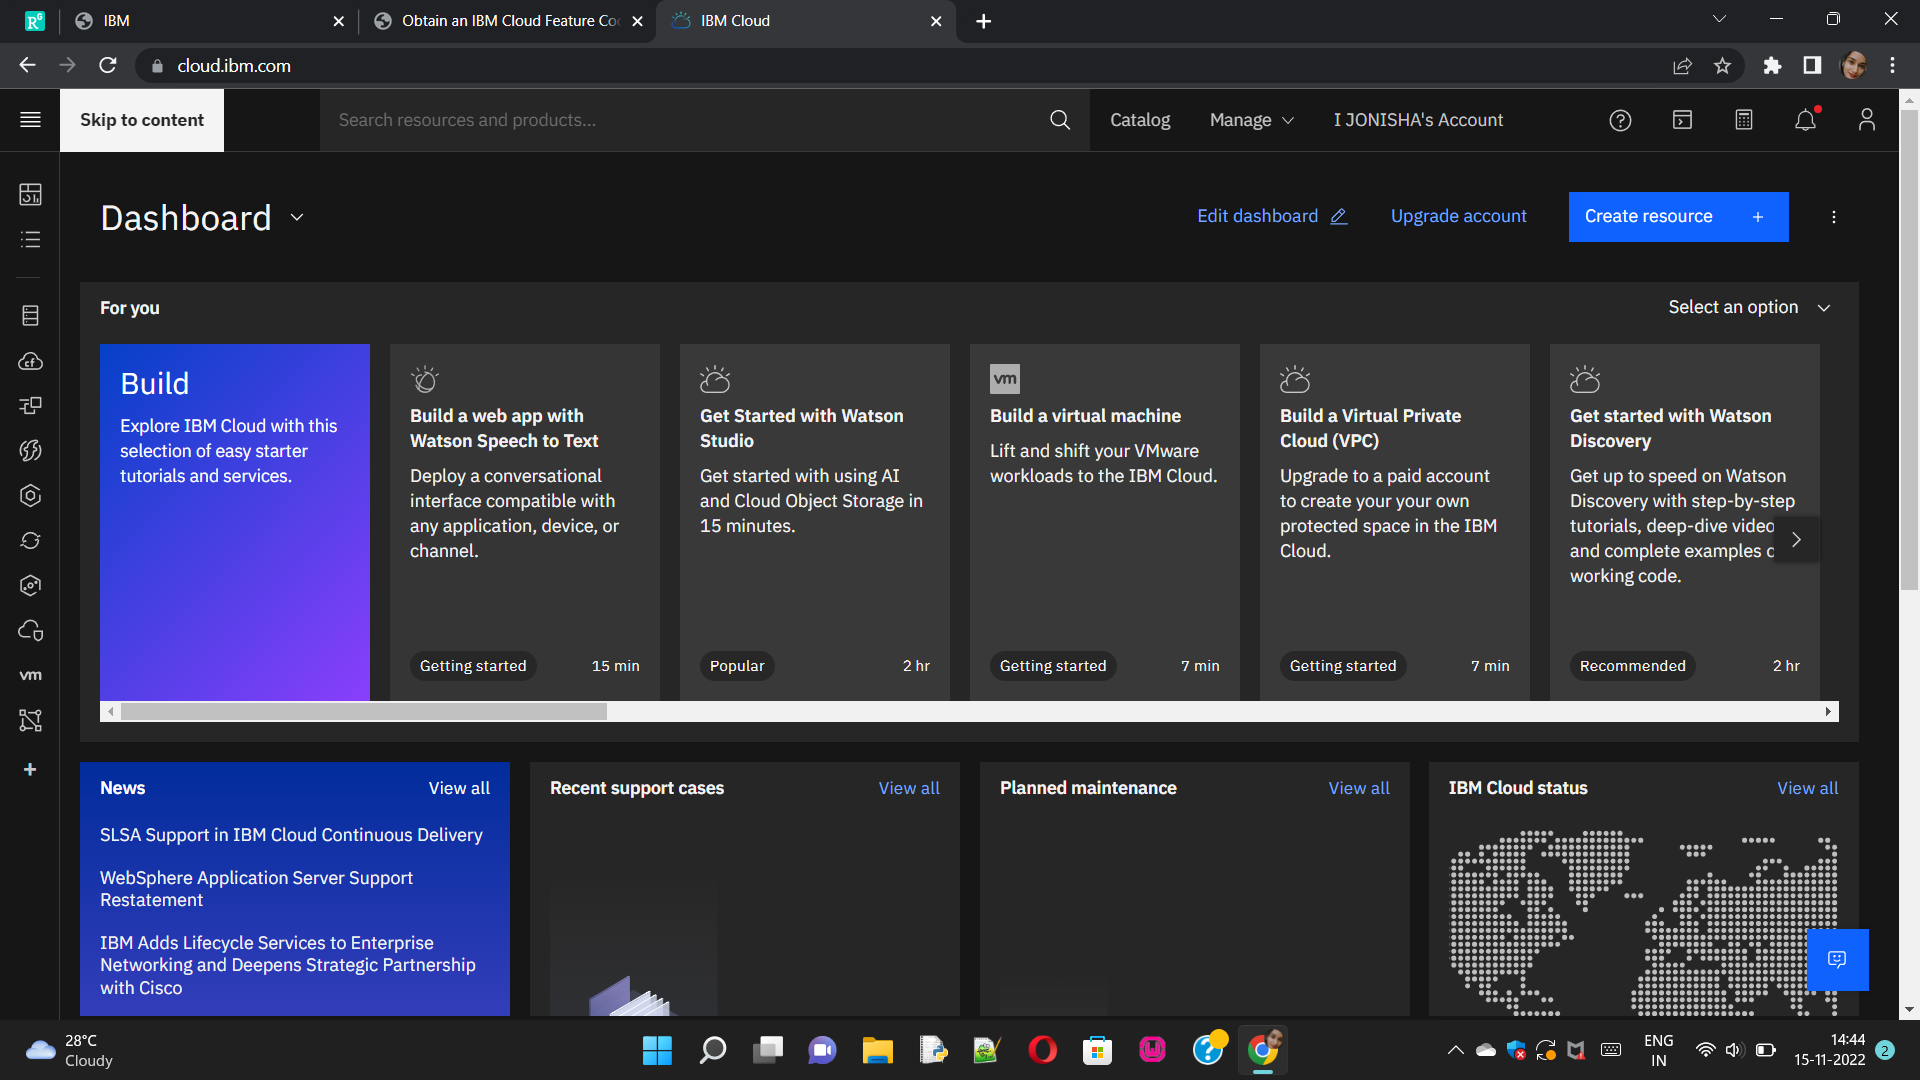 IBM
Obtain an IBM Cloud Feature Co
IBM Cloud
cloud.ibm.com
Skip to content
Search resources and products...
Catalog
Manage
I JONISHA's Account
Dashboard
Edit dashboard
Upgrade account
Create resource +
For you
Select an option
Build
Explore IBM Cloud with this
selection of easy starter
tutorials and services.
Build a web app with
Watson Speech to Text
Deploy a conversational
interface compatible with
any application, device, or
channel.
Getting started
15 min
Get Started with Watson
Studio
Get started with using AI
and Cloud Object Storage in
15 minutes.
Popular
2 hr
vm
Build a virtual machine
Lift and shift your VMware
workloads to the IBM Cloud.
Getting started
7 min
Build a Virtual Private
Cloud (VPC)
Upgrade to a paid account
to create your your own
protected space in the IBM
Cloud.
Getting started
7 min
Get started with Watson
Discovery
Get up to speed on Watson
Discovery with step-by-step
tutorials, deep-dive video
and complete examples o
working code.
Recommended
2 hr
vm
News
View all
SLSA Support in IBM Cloud Continuous Delivery
WebSphere Application Server Support
Restatement
IBM Adds Lifecycle Services to Enterprise
Networking and Deepens Strategic Partnership
with Cisco
Recent support cases
View all
Planned maintenance
View all
IBM Cloud status
View all
28°C
Cloudy
ENG
IN
14:44
15-11-2022
2